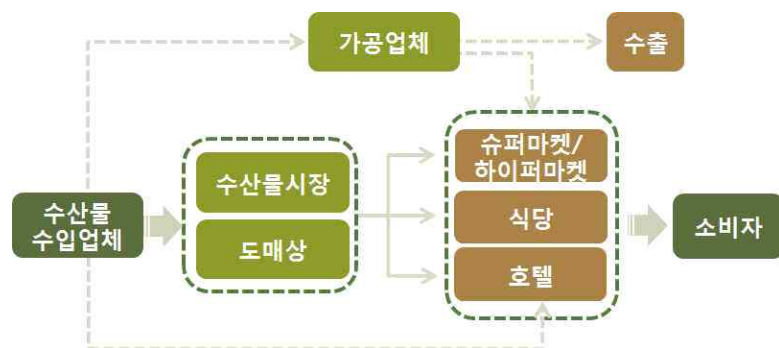 가공업체
수출
수산물
수입업체
수산물시장
도매상
슈퍼마켓/
하이퍼마켓
식당
호텔
소비자